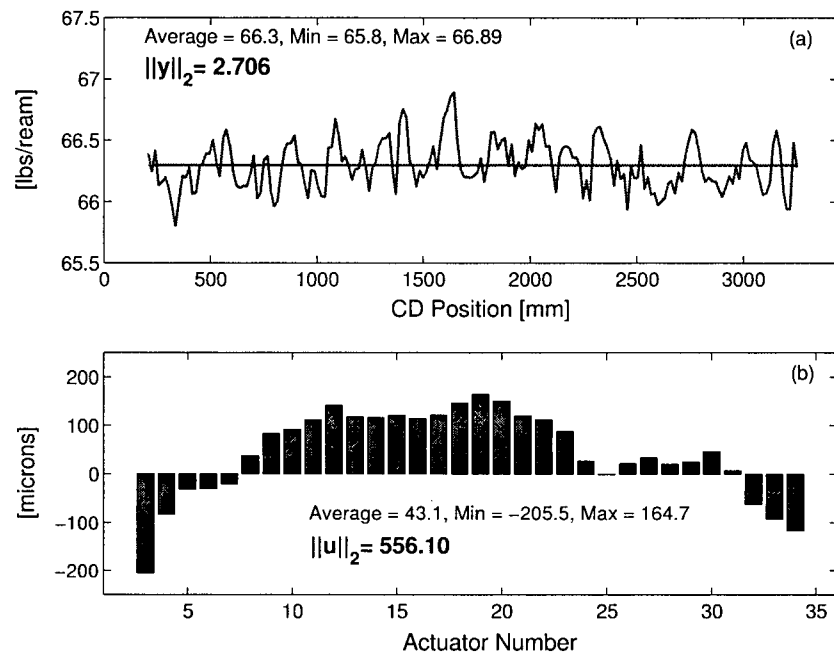 67.5
Average = 66.3, Min = 65.8, Max = 66.89
(a)
||y||2= 2.706
67
66.5
66
65.5
[lbs/ream]
0
500
1000
1500
2000
2500
3000
CD Position [mm]
200
(b)
100
0
-100
-200
[microns]
Average = 43.1, Min = -205.5, Max = 164.7
||u||2= 556.10
5
10
15
20
25
30
35
Actuator Number